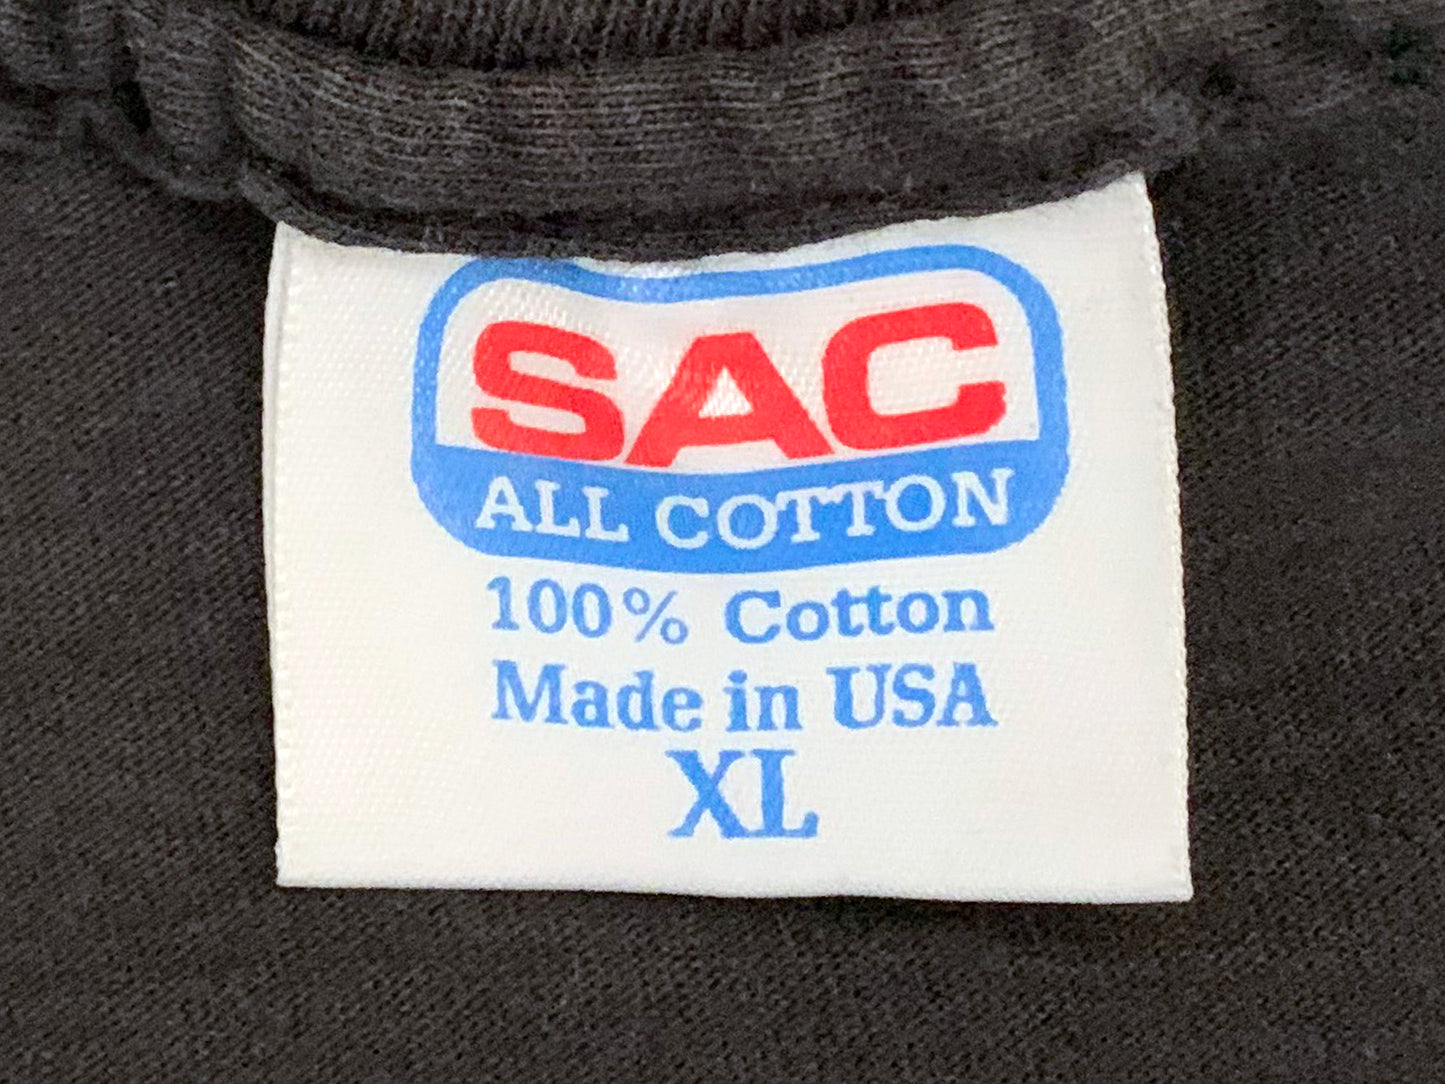 SAC
ALL COTTON
100% Cotton
Made in USA
XL